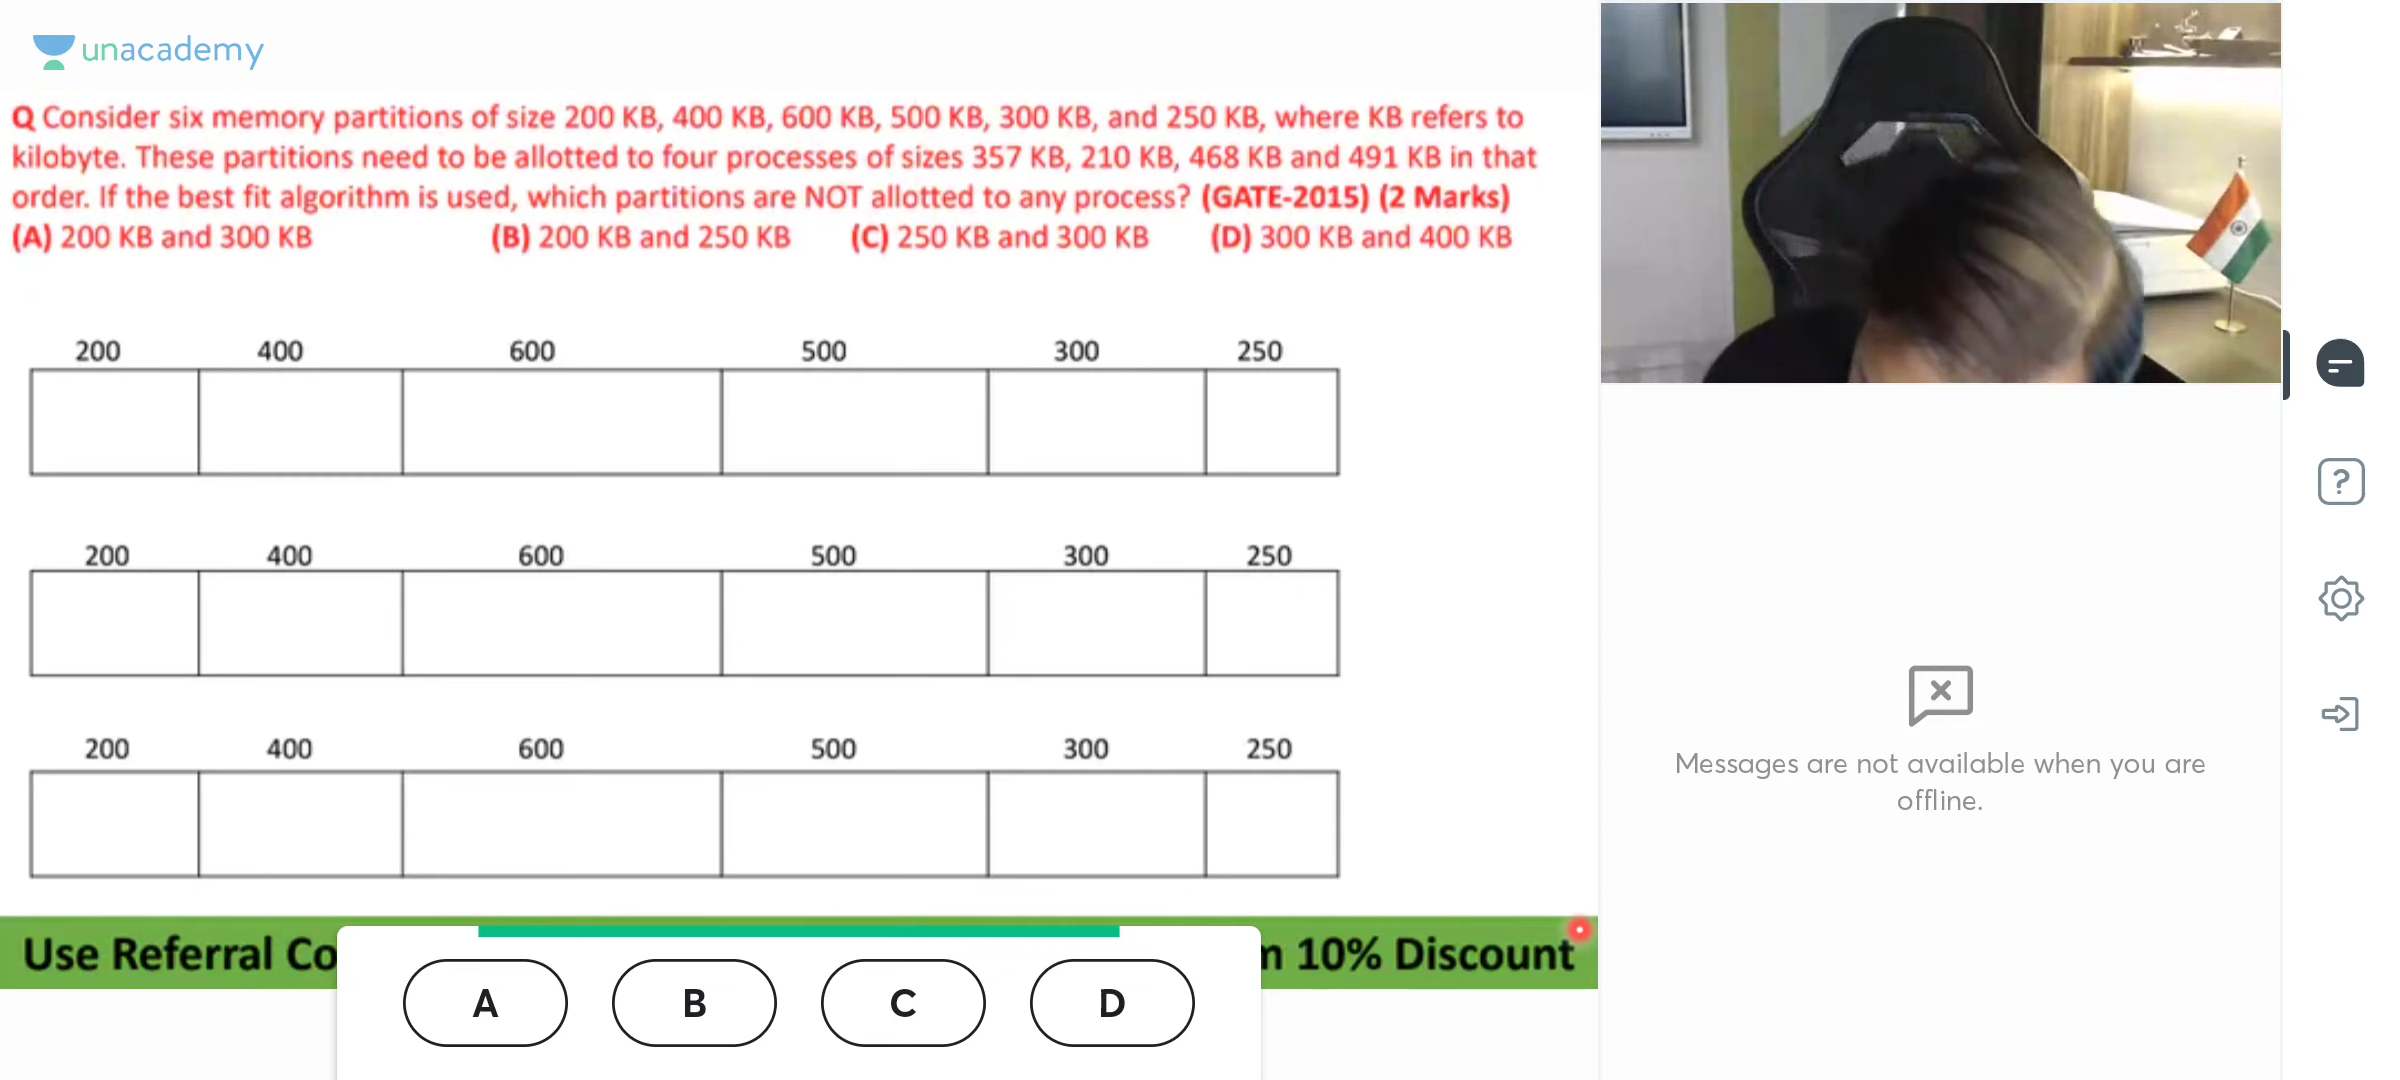 unacademy
Q Consider six memory partitions of size 200 KB, 400 KB, 600 KB, 500 KB, 300 KB, and 250 KB, where KB refers to
kilobyte. These partitions need to be allotted to four processes of sizes 357 KB, 210 KB, 468 KB and 491 KB in that
order. If the best fit algorithm is used, which partitions are NOT allotted to any process? (GATE-2015) (2 Marks)
(A) 200 KB and 300 KB (B) 200 KB and 250 KB (C) 250 KB and 300 KB (D) 300 KB and 400 KB
200 400 600 500 300 250
200 400 600 500 300 250
200 400 600 500 300 250
Use Referral Co 10% Discount
A B C D
?
Messages are not available when you are
offline.